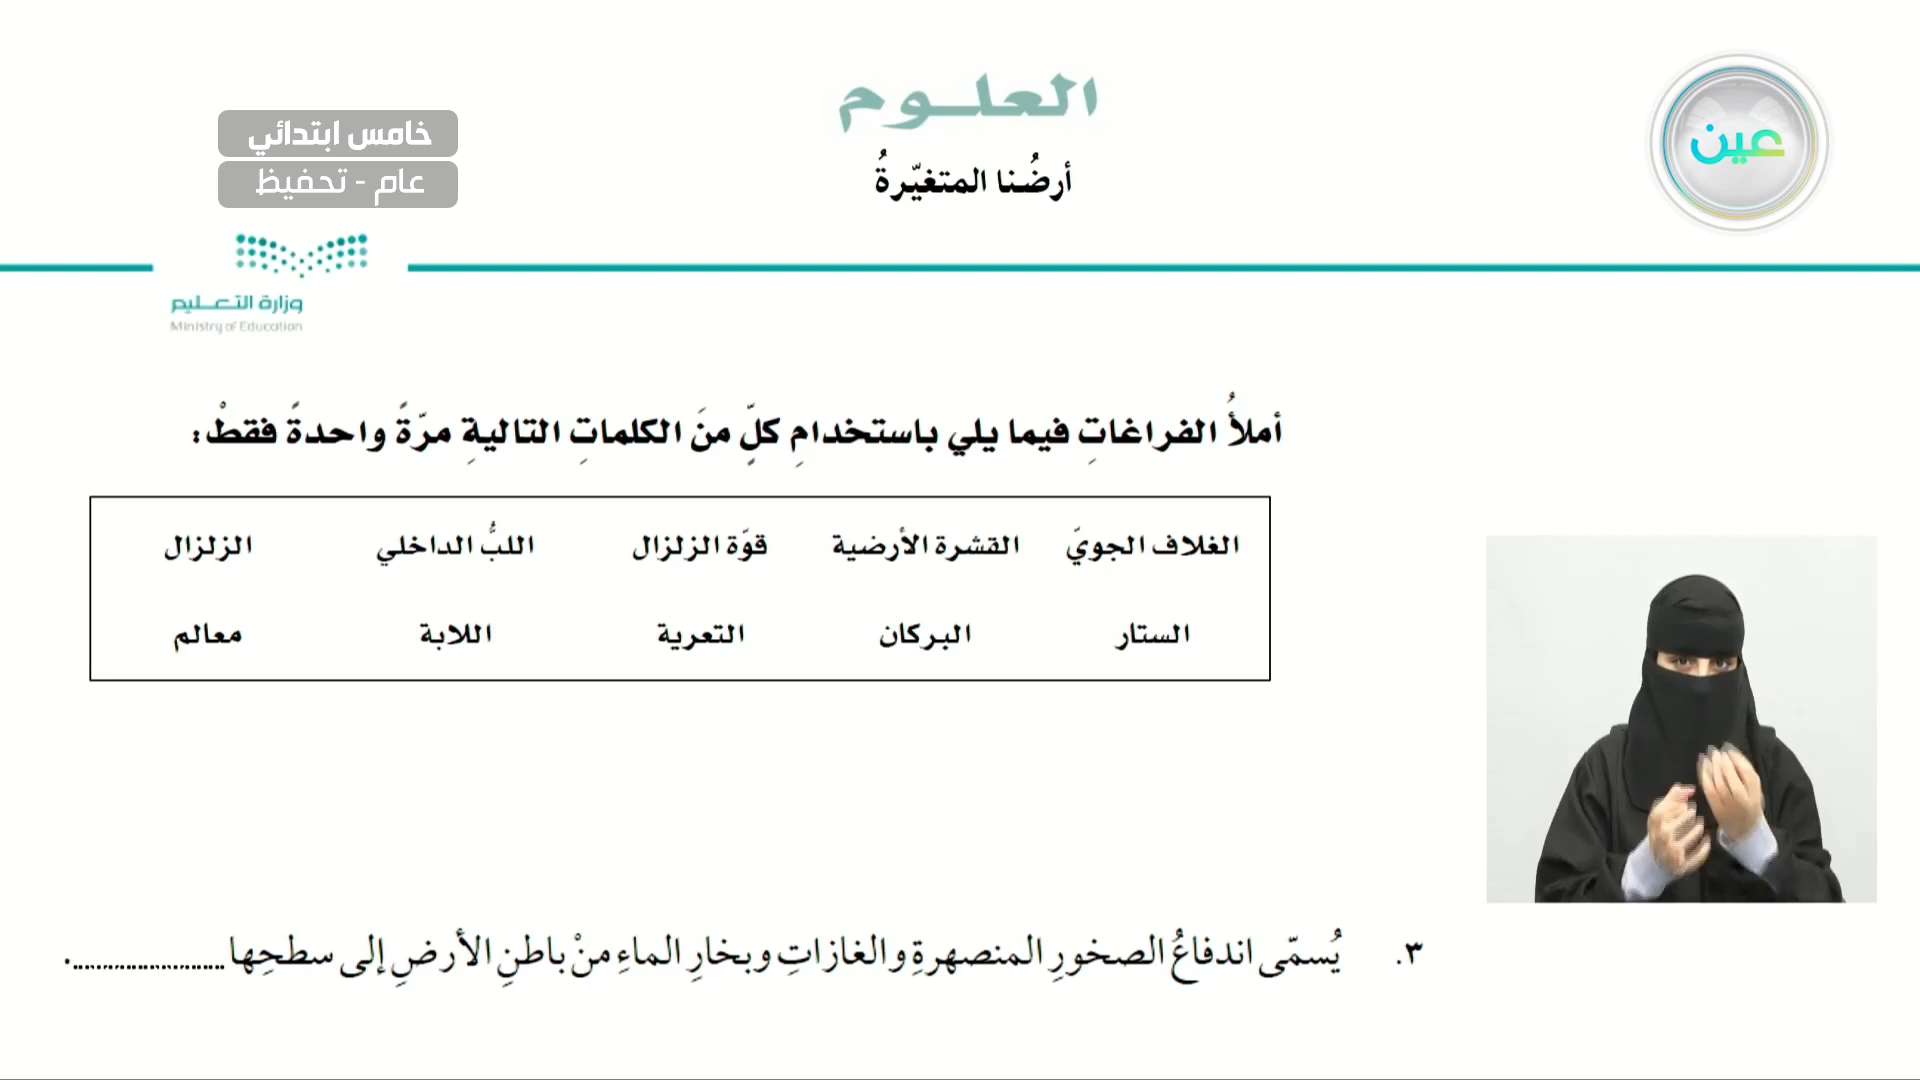 العلوم
أرضُنا المتغيّرةُ
عين
خامس ابتدائي
عام - تحفيظ
وزارة التعليم
Ministry of Education
أملأُ الفراغاتِ فيما يلي باستخدامِ كلٍّ منَ الكلماتِ التاليةِ مرّةً واحدةً فقطْ:
الغلاف الجويّ القشرة الأرضية قوّة الزلزال اللبُّ الداخلي الزلزال
الستار البركان التعرية اللابة معالم
٣. يُسمّى اندفاعُ الصخورِ المنصهرةِ والغازاتِ وبخارِ الماءِ منْ باطنِ الأرضِ إلى سطحِها ........................